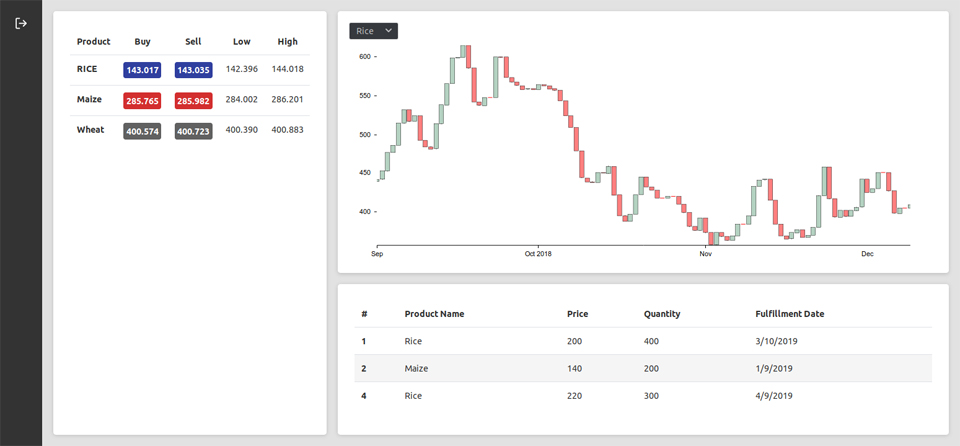 Product Buy Sell Low High
RICE 143.017 143.035 142.396 144.018
Maize 285.765 285.982 284.002 286.201
Wheat 400.574 400.723 400.390 400.883
Rice
600
550
500
450
400
Sep Oct 2018 Nov Dec
# Product Name Price Quantity Fulfillment Date
1 Rice 200 400 3/10/2019
2 Maize 140 200 1/9/2019
4 Rice 220 300 4/9/2019